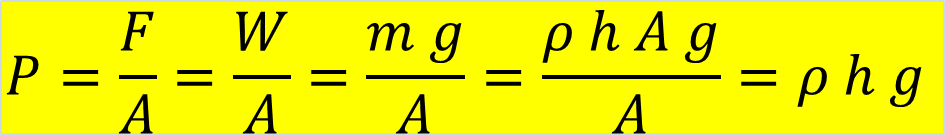 P = F/A = W/A = m g/A = ρ h A g/A = ρ h g